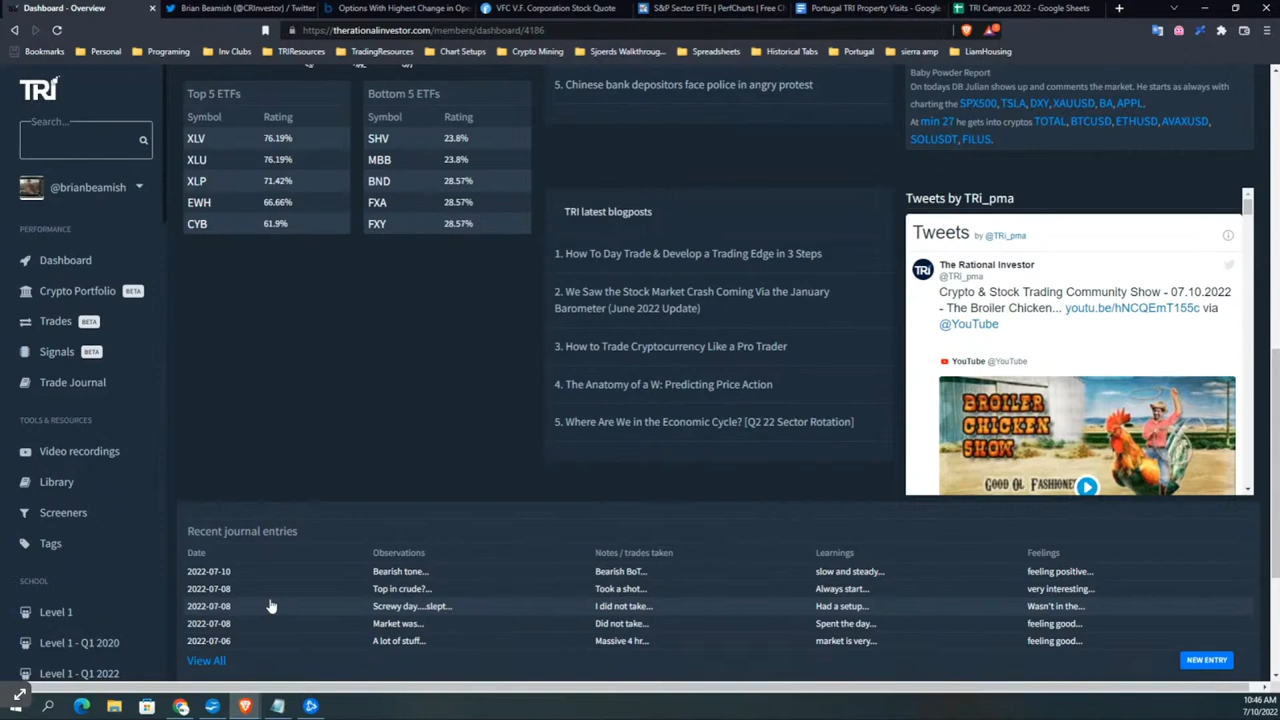 Dashboard - Overview
Brian Beamish (@CRInvestor) / Twitter
Options With Highest Change in Ope
VFC V.F. Corporation Stock Quote
S&P Sector ETFs | PerfCharts | Free C
Portugal TRI Property Visits - Google
TRI Campus 2022 - Google Sheets
https://therationalinvestor.com/members/dashboard/4186
Bookmarks
Personal
Programing
Inv Clubs
TRIResources
TradingResources
Chart Setups
Crypto Mining
Sjoerds Walkthroug...
Spreadsheets
Historical Tabs
Portugal
sierra amp
LiamHousing
TRi
Search...
@brianbeamish
PERFORMANCE
Dashboard
Crypto Portfolio BETA
Trades BETA
Signals BETA
Trade Journal
TOOLS & RESOURCES
Video recordings
Library
Screeners
Tags
SCHOOL
Level 1
Level 1 - Q1 2020
Level 1 - Q1 2022
Top 5 ETFs
Symbol Rating
XLV 76.19%
XLU 76.19%
XLP 71.42%
EWH 66.66%
CYB 61.9%
Bottom 5 ETFs
Symbol Rating
SHV 23.8%
MBB 23.8%
BND 28.57%
FXA 28.57%
FXY 28.57%
5. Chinese bank depositors face police in angry protest
TRI latest blogposts
1. How To Day Trade & Develop a Trading Edge in 3 Steps
2. We Saw the Stock Market Crash Coming Via the January
Barometer (June 2022 Update)
3. How to Trade Cryptocurrency Like a Pro Trader
4. The Anatomy of a W: Predicting Price Action
5. Where Are We in the Economic Cycle? [Q2 22 Sector Rotation]
Baby Powder Report
On todays DB Julian shows up and comments the market. He starts as always with
charting the SPX500, TSLA, DXY, XAUUSD, BA, APPL.
At min 27 he gets into cryptos TOTAL, BTCUSD, ETHUSD, AVAXUSD,
SOLUSDT, FILUS.
Tweets by TRi_pma
Tweets by @TRi_pma
The Rational Investor
@TRi_pma
Crypto & Stock Trading Community Show - 07.10.2022
- The Broiler Chicken... youtu.be/hNCQEmT155c via
@YouTube
YouTube @YouTube
BROILER
CHICKEN
SHOW
GOOD OL' FASHIONE
Recent journal entries
Date Observations Notes / trades taken Learnings Feelings
2022-07-10 Bearish tone... Bearish BoT... slow and steady... feeling positive...
2022-07-08 Top in crude?... Took a shot... Always start... very interesting...
2022-07-08 Screwy day....slept... I did not take... Had a setup... Wasn't in the...
2022-07-08 Market was... Did not take... Spent the day... feeling good...
2022-07-06 A lot of stuff... Massive 4 hr... market is very... feeling good...
View All
NEW ENTRY
10:46 AM
7/10/2022